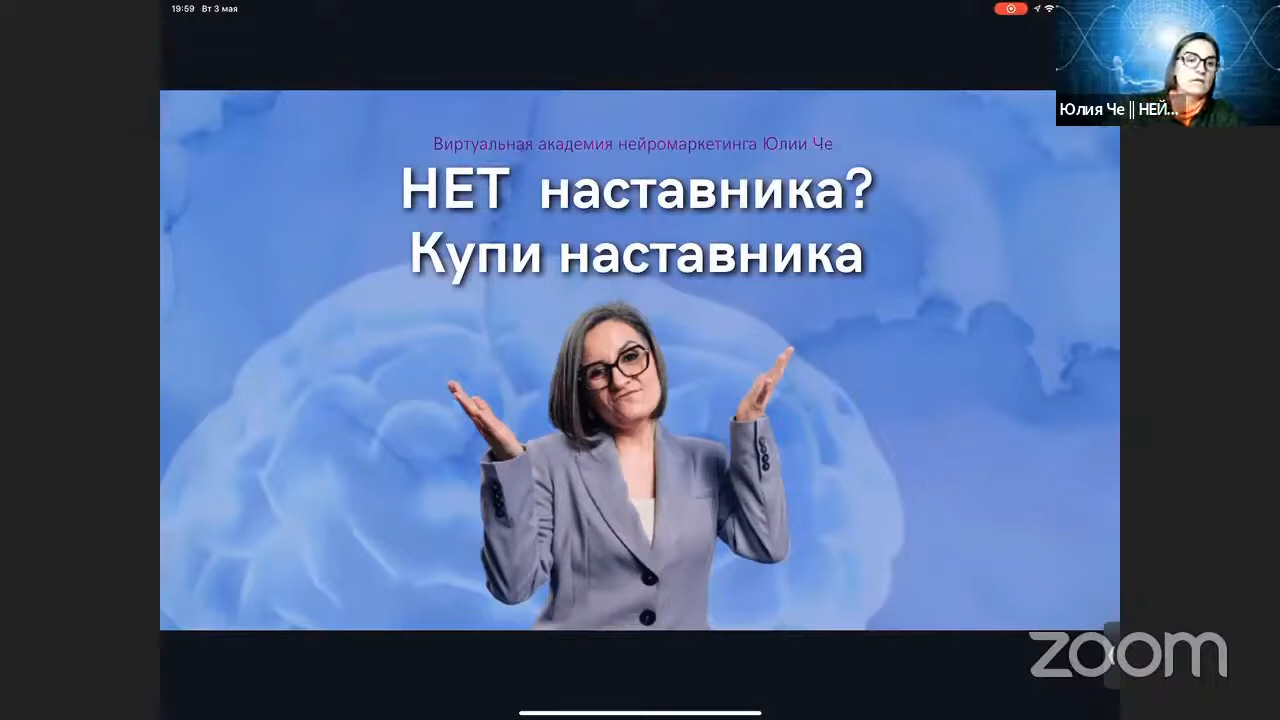 19:59 Вт 3 мая
Юлия Че || НЕЙ...
Виртуальная академия нейромаркетинга Юлии Че
НЕТ наставника?
Купи наставника
zoom